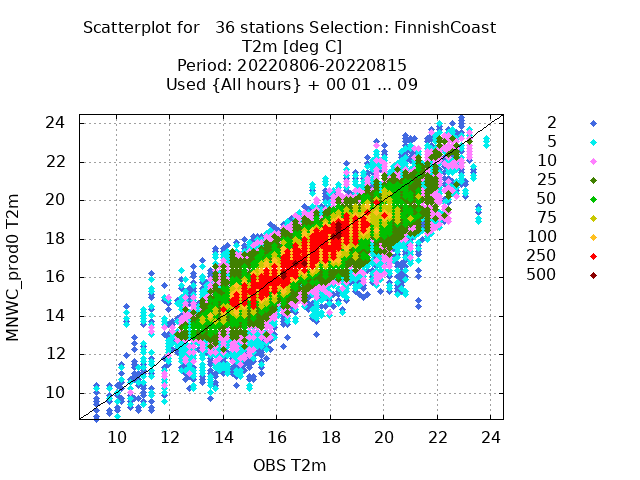 Scatterplot for   36 stations Selection: FinnishCoast
T2m [deg C]
Period: 20220806-20220815
Used {All hours} + 00 01 ... 09
24
22
20
18
16
14
12
10
10 12 14 16 18 20 22 24
MNWC_prod0 T2m
OBS T2m
2
5
10
25
50
75
100
250
500